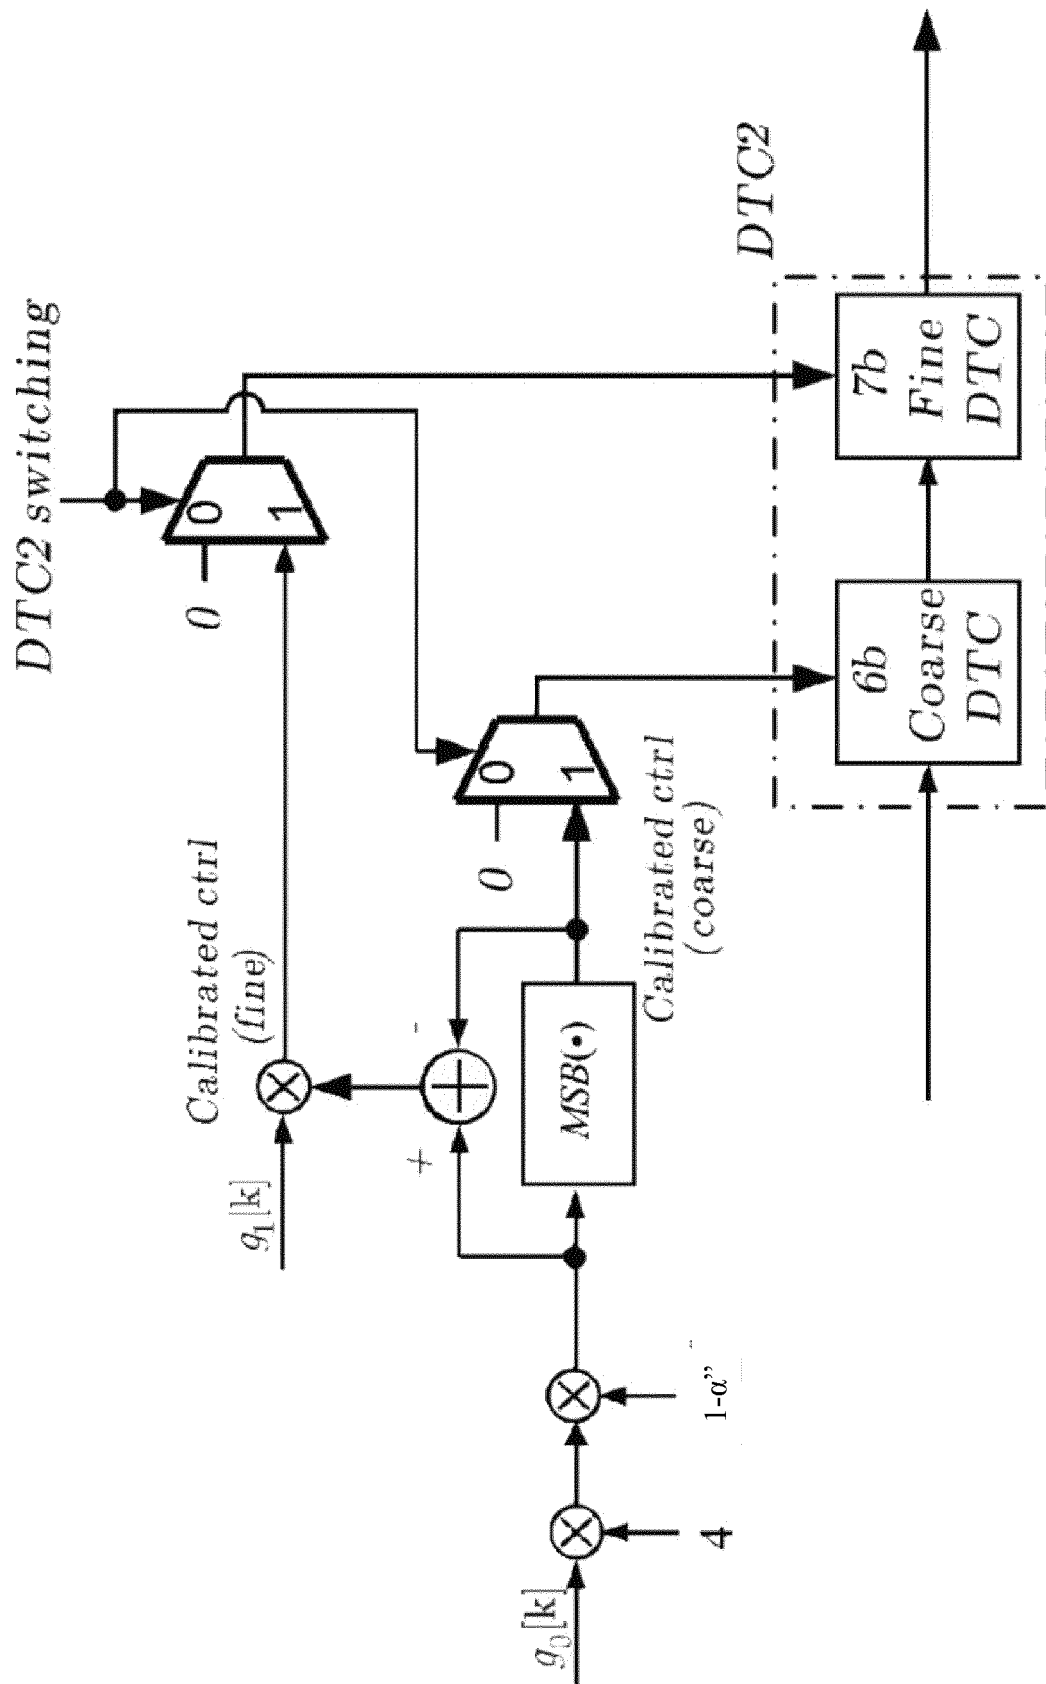 DTC2 switching
0
0
1
Calibrated ctrl
(fine)
g₁[k]
+
-
0
0
1
Calibrated ctrl
(coarse)
MSB(•)
g₀[k]
4
1-α”
DTC2
6b
Coarse
DTC
7b
Fine
DTC